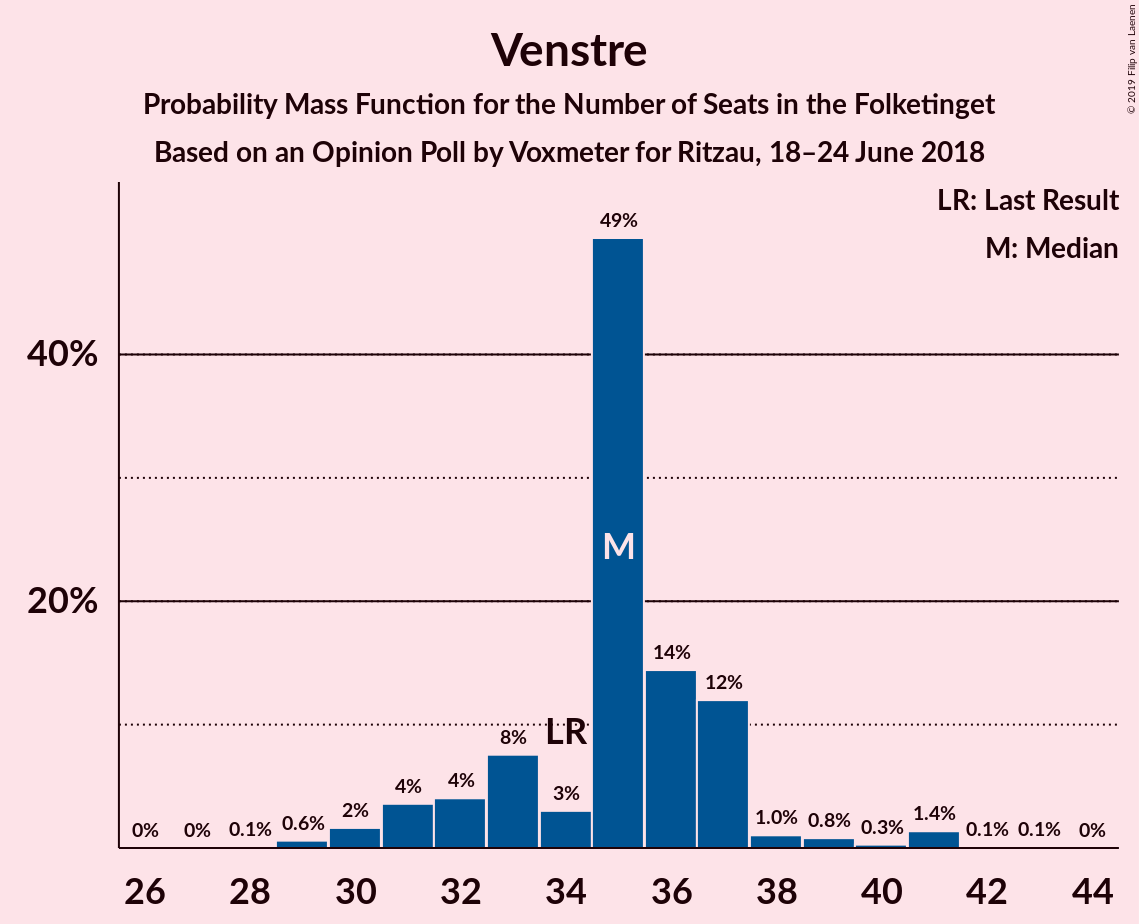 Venstre
Probability Mass Function for the Number of Seats in the Folketinget
Based on an Opinion Poll by Voxmeter for Ritzau, 18–24 June 2018
© 2019 Filip van Laenen
LR: Last Result
M: Median
40%
20%
0% 0% 0.1% 0.6% 2% 4% 4% 8% 3% 49% 14% 12% 1.0% 0.8% 0.3% 1.4% 0.1% 0.1% 0%
LR
M
26 28 30 32 34 36 38 40 42 44